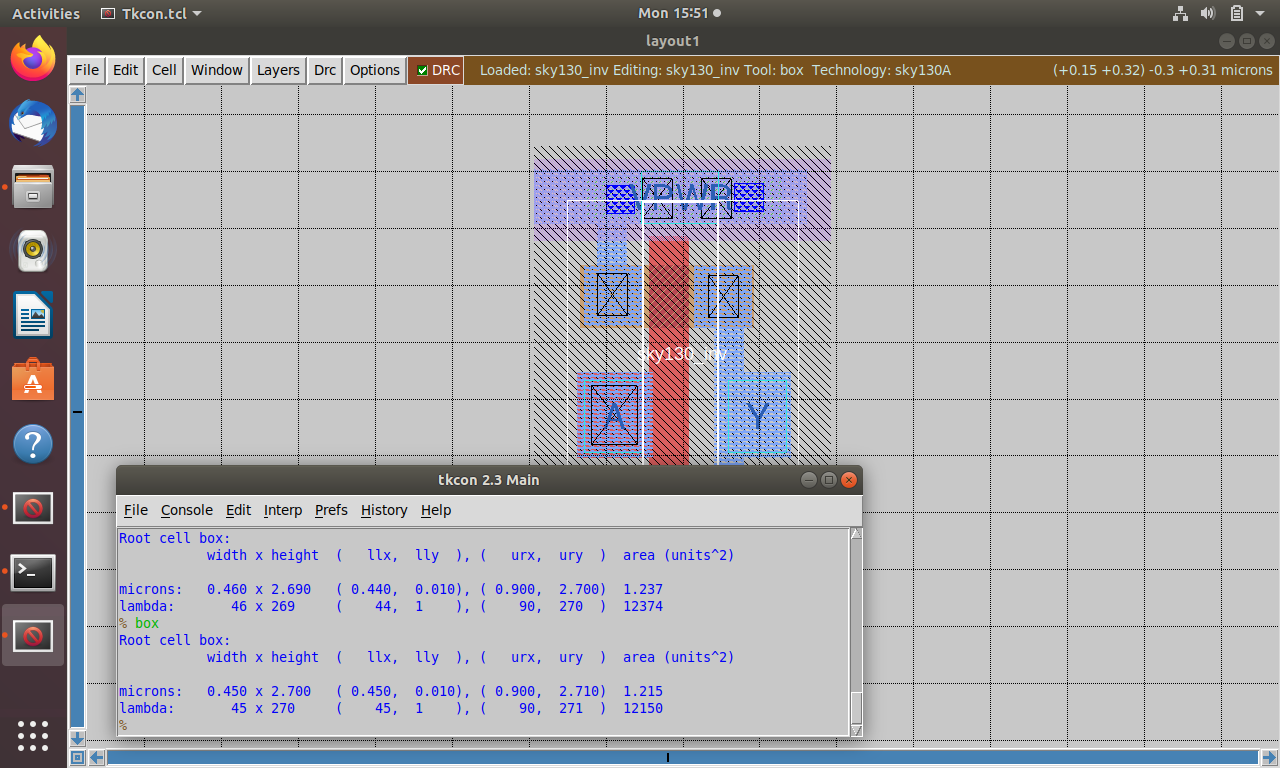 Activities Tkcon.tcl Mon 15:51
layout1
File Edit Cell Window Layers Drc Options DRC Loaded: sky130_inv Editing: sky130_inv Tool: box Technology: sky130A (+0.15 +0.32) -0.3 +0.31 microns
A Y
tkcon 2.3 Main
File Console Edit Interp Prefs History Help
Root cell box:
width x height ( llx, lly ), ( urx, ury ) area (units^2)
microns: 0.460 x 2.690 ( 0.440, 0.010), ( 0.900, 2.700) 1.237
lambda: 46 x 269 ( 44, 1 ), ( 90, 270 ) 12374
% box
Root cell box:
width x height ( llx, lly ), ( urx, ury ) area (units^2)
microns: 0.450 x 2.700 ( 0.450, 0.010), ( 0.900, 2.710) 1.215
lambda: 45 x 270 ( 45, 1 ), ( 90, 271 ) 12150
%